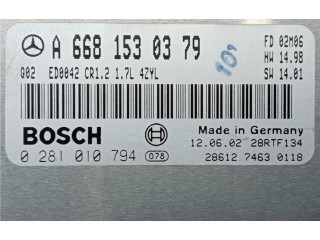 A 668 153 03 79
FD 02M06
HW 14.98
Q02 ED0042 CR1.2 1.7L 4ZYL
SW 14.01
BOSCH
Made in Germany
0 281 010 794 078
12.06.02 28RTF134
28612 7463 0118